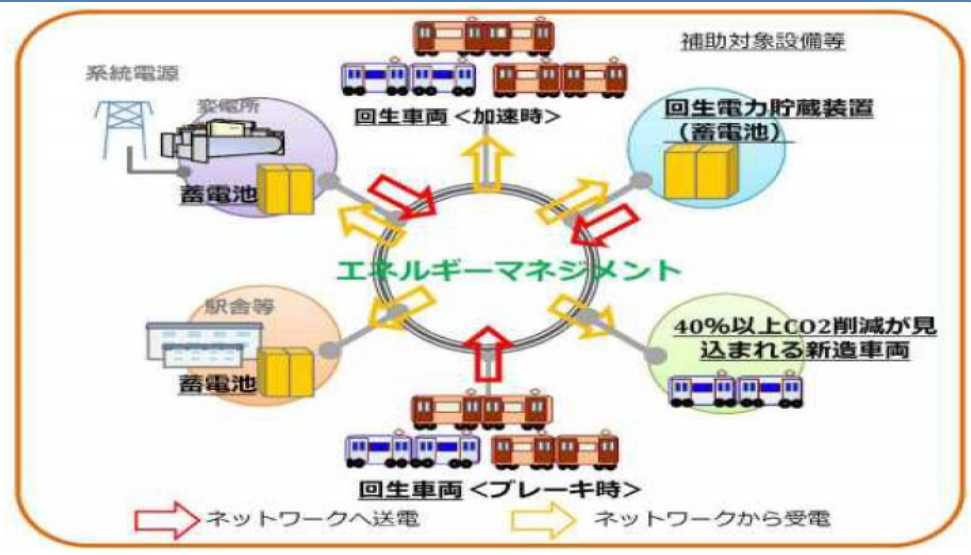 補助対象設備等
系統電源
変電所
蓄電池
回生車両<加速時>
回生電力貯蔵装置
(蓄電池)
エネルギーマネジメント
駅舎等
蓄電池
40%以上CO2削減が見
込まれる新造車両
回生車両<ブレーキ時>
ネットワークへ送電
ネットワークから受電